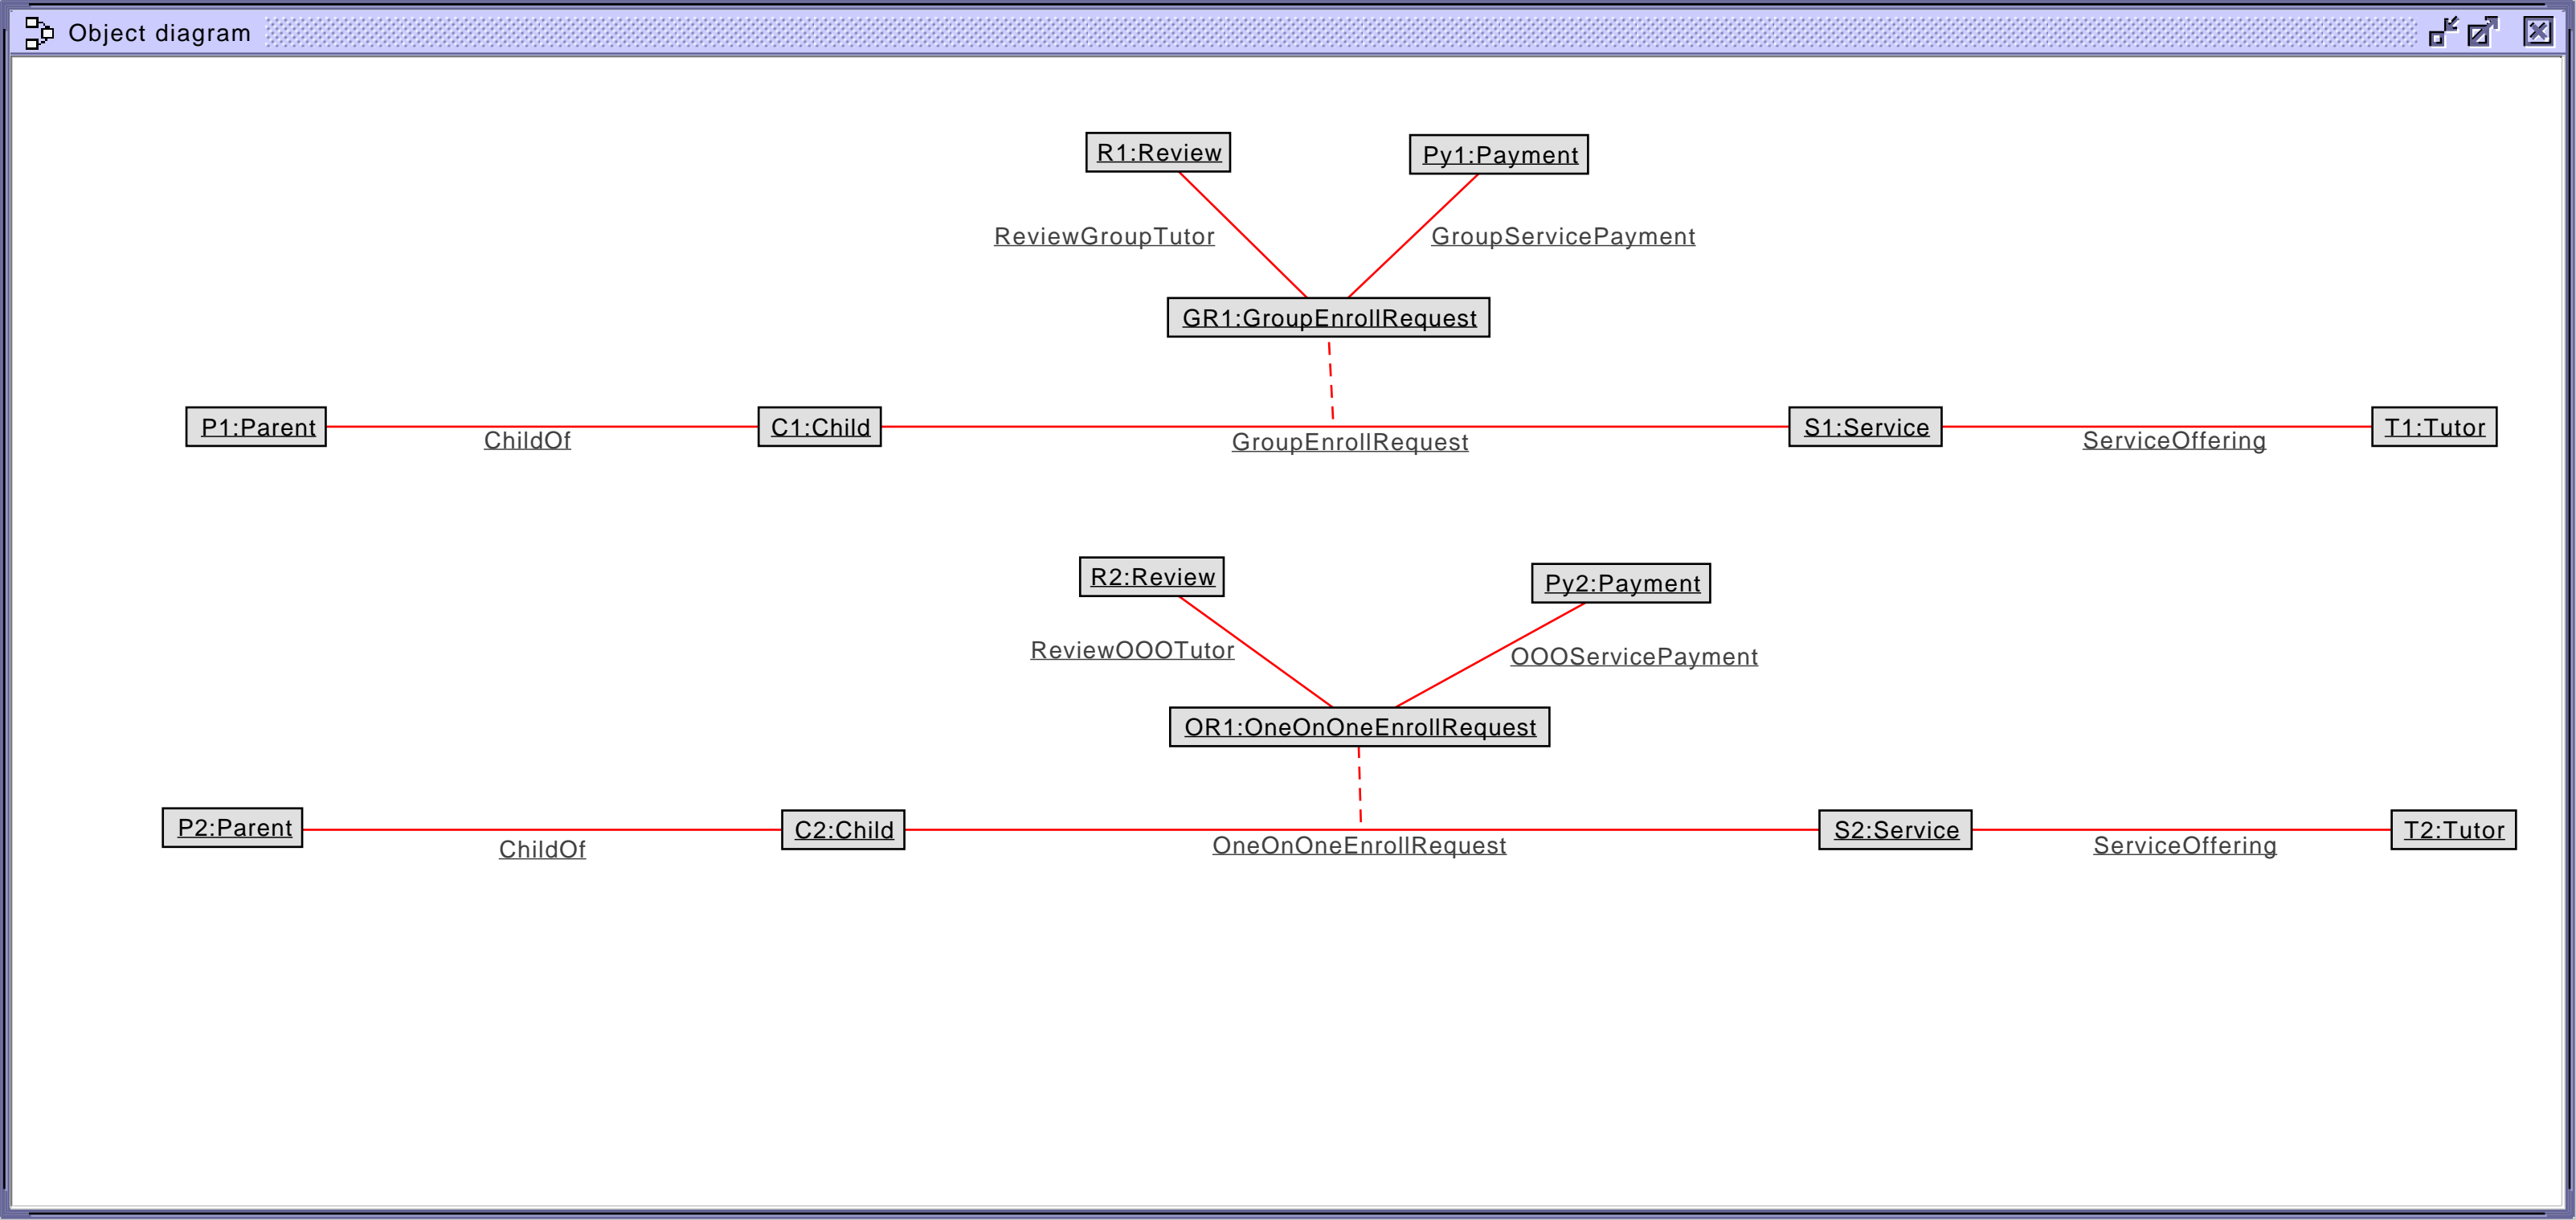 Object diagram
R1:Review
Py1:Payment
ReviewGroupTutor
GroupServicePayment
GR1:GroupEnrollRequest
P1:Parent
ChildOf
C1:Child
GroupEnrollRequest
S1:Service
ServiceOffering
T1:Tutor
R2:Review
Py2:Payment
ReviewOOOTutor
OOOServicePayment
OR1:OneOnOneEnrollRequest
P2:Parent
ChildOf
C2:Child
OneOnOneEnrollRequest
S2:Service
ServiceOffering
T2:Tutor